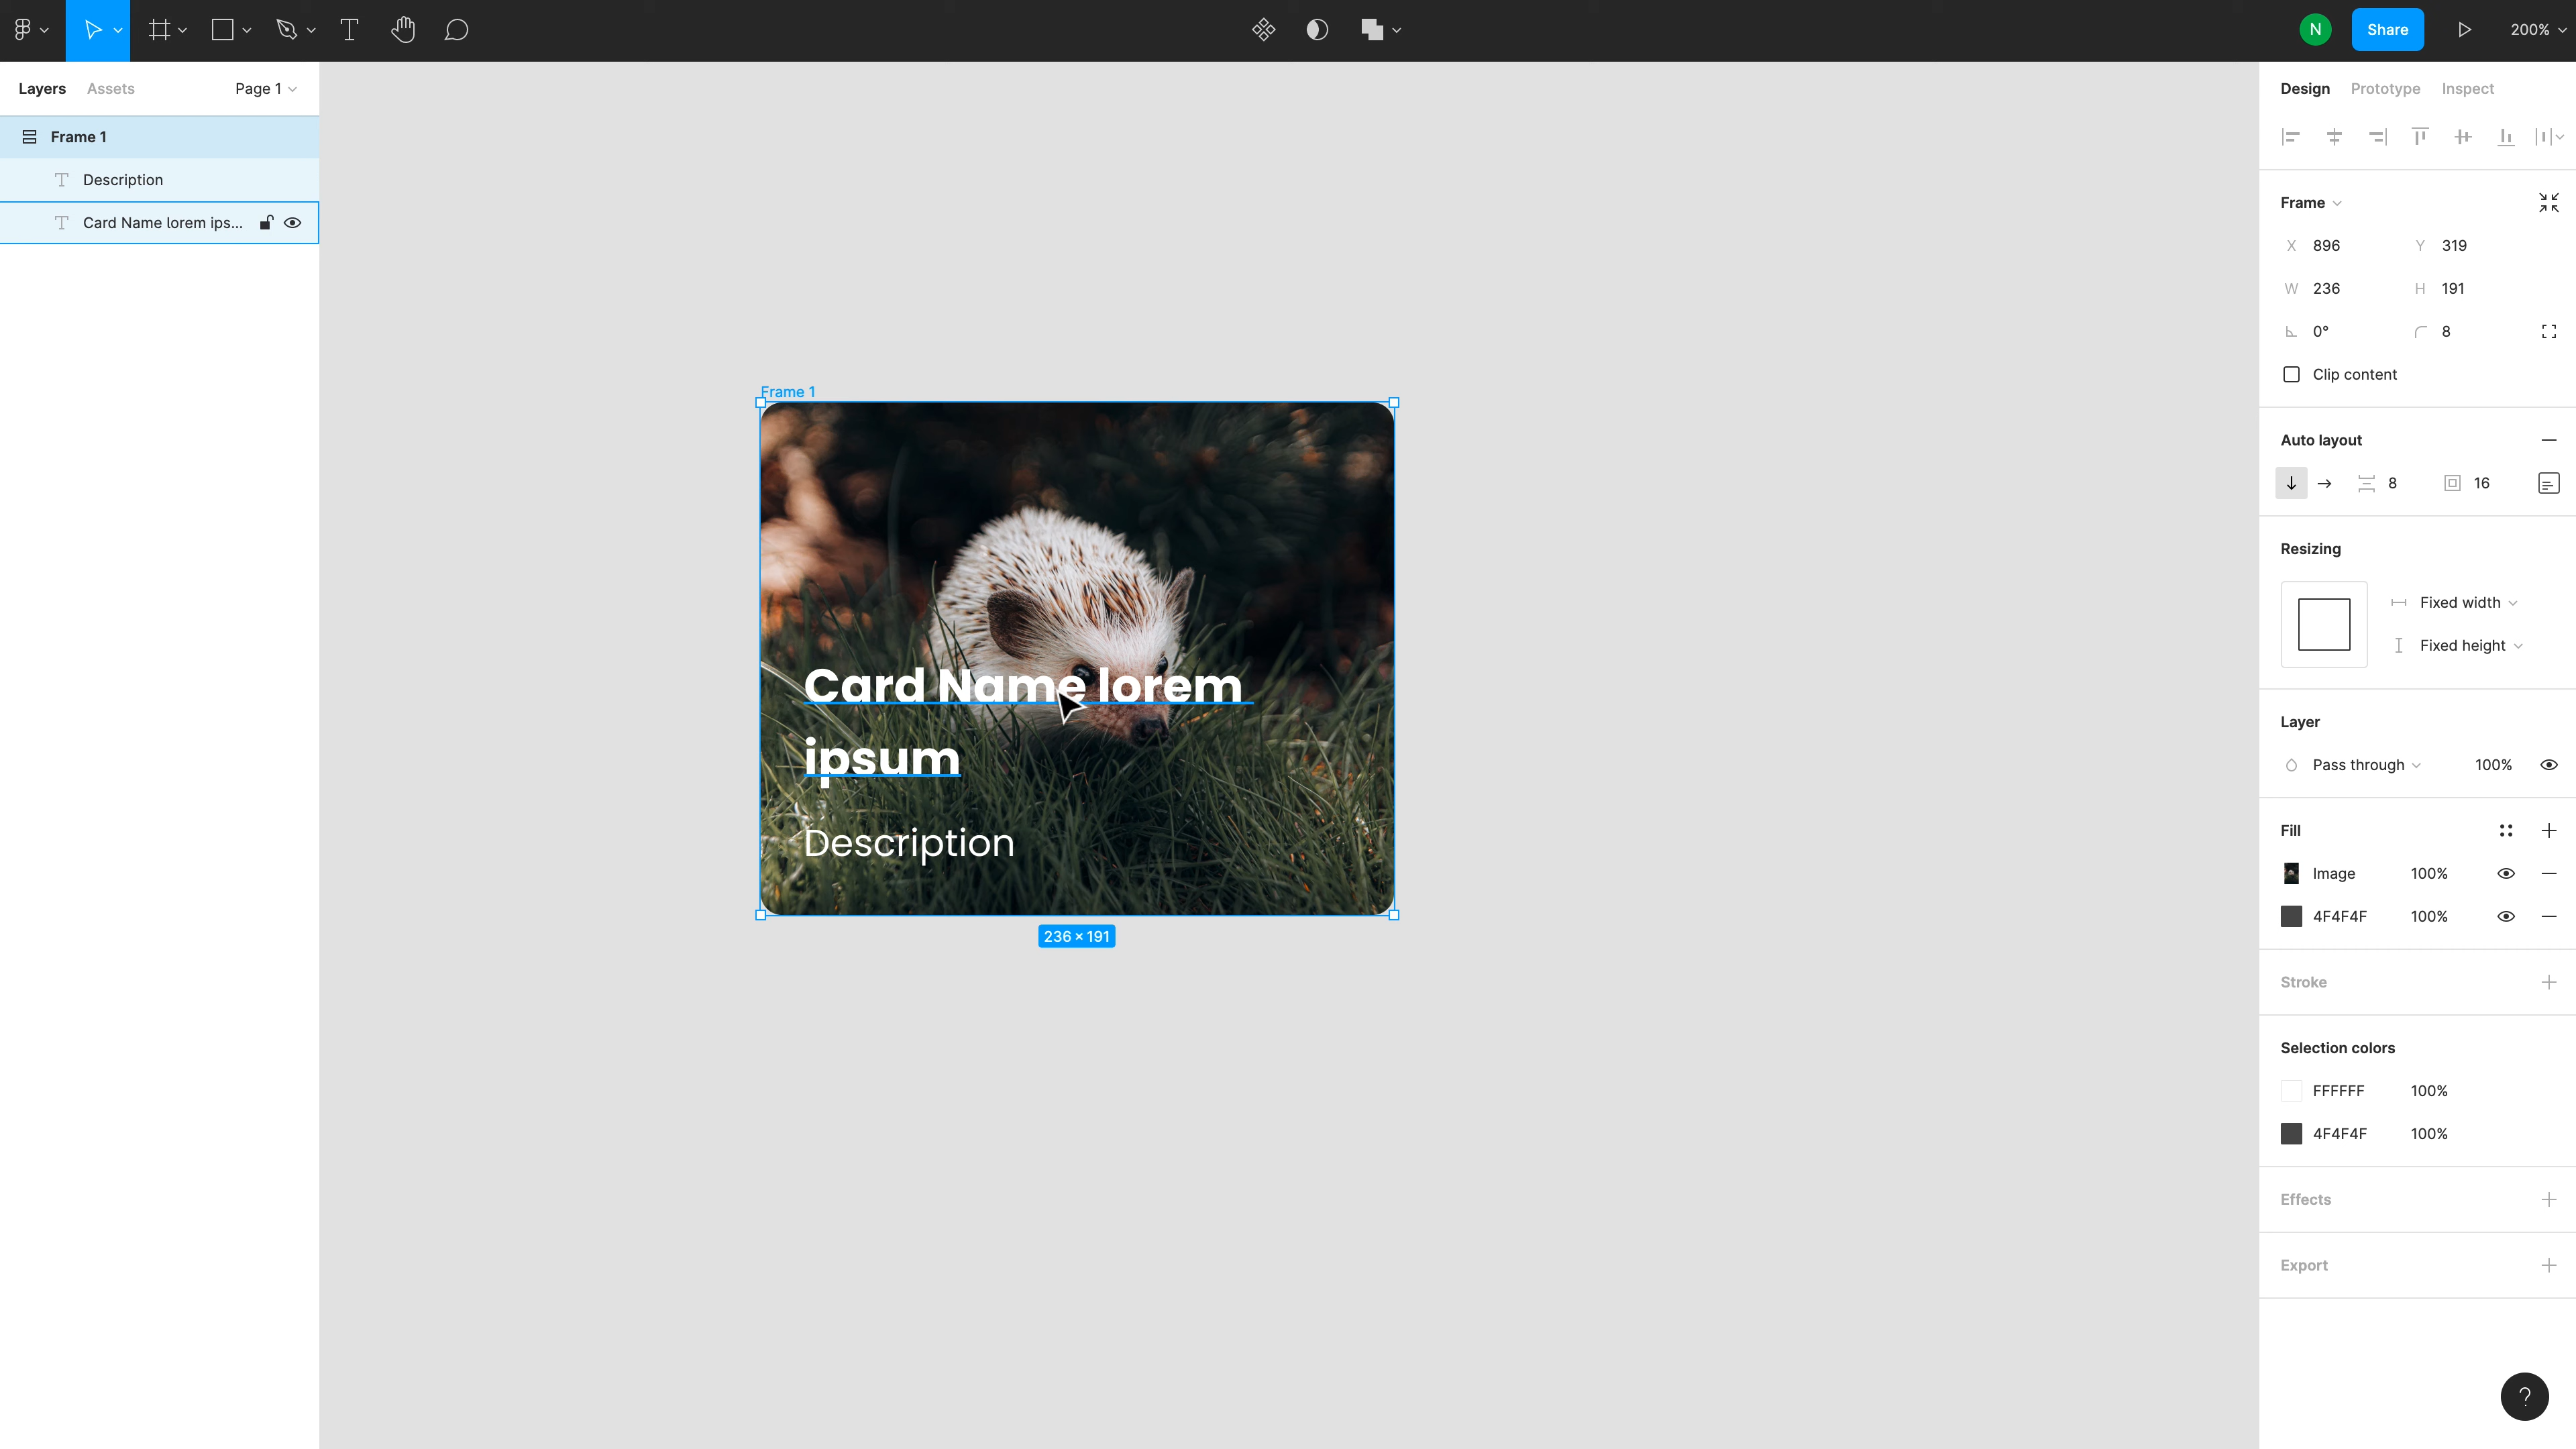 N
Share
200%
Layers
Assets
Page 1
Design
Prototype
Inspect
Frame 1
Description
Card Name lorem ips...
Frame
X 896
Y 319
W 236
H 191
0°
8
Clip content
Auto layout
8
16
Resizing
Fixed width
Fixed height
Layer
Pass through
100%
Fill
Image
100%
4F4F4F
100%
Stroke
Selection colors
FFFFFF
100%
4F4F4F
100%
Effects
Export
?
Frame 1
Card Name lorem
ipsum
Description
236 × 191